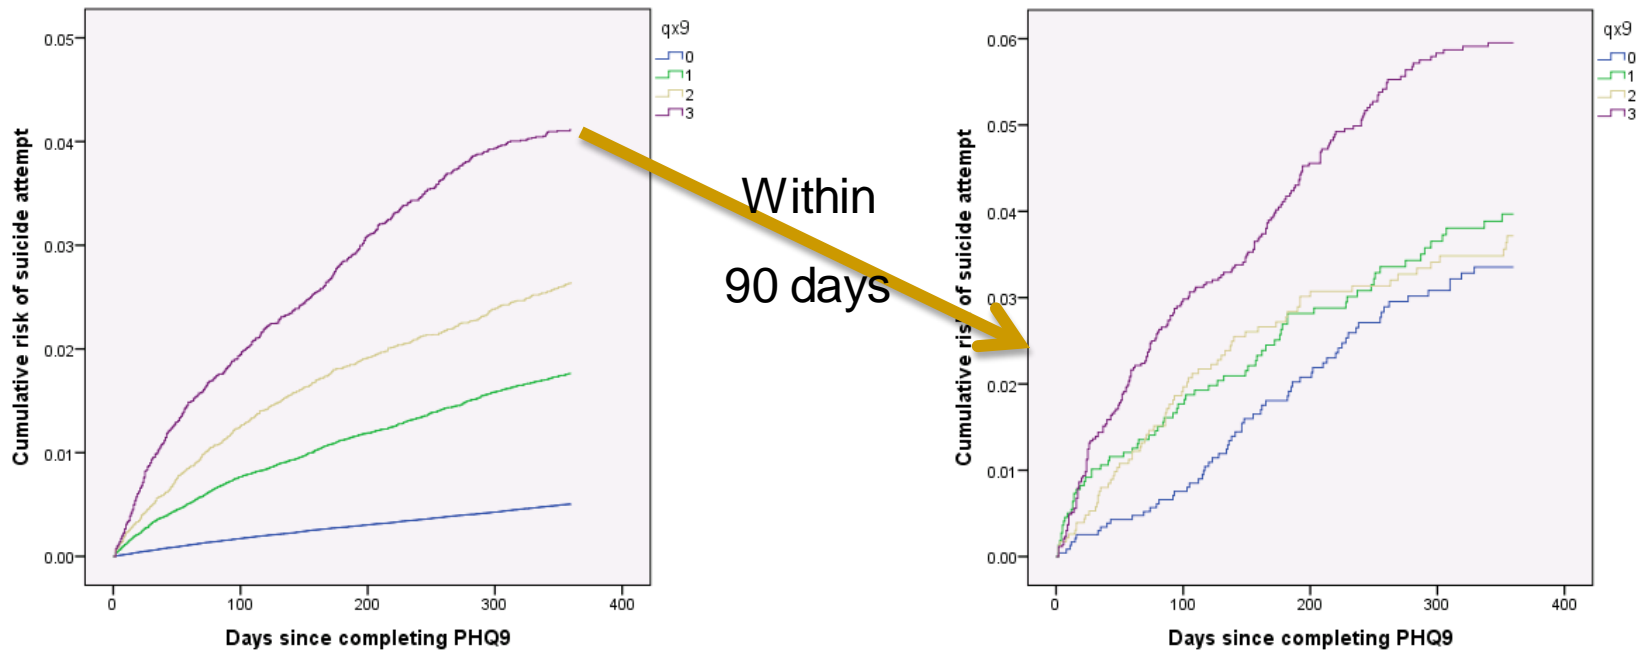 qx9
0
1
2
3
0.05
0.04
0.03
0.02
0.01
0.00
Cumulative risk of suicide attempt
0 100 200 300 400
Days since completing PHQ9
Within
90 days
qx9
0
1
2
3
0.06
0.05
0.04
0.03
0.02
0.01
0.00
Cumulative risk of suicide attempt
0 100 200 300 400
Days since completing PHQ9